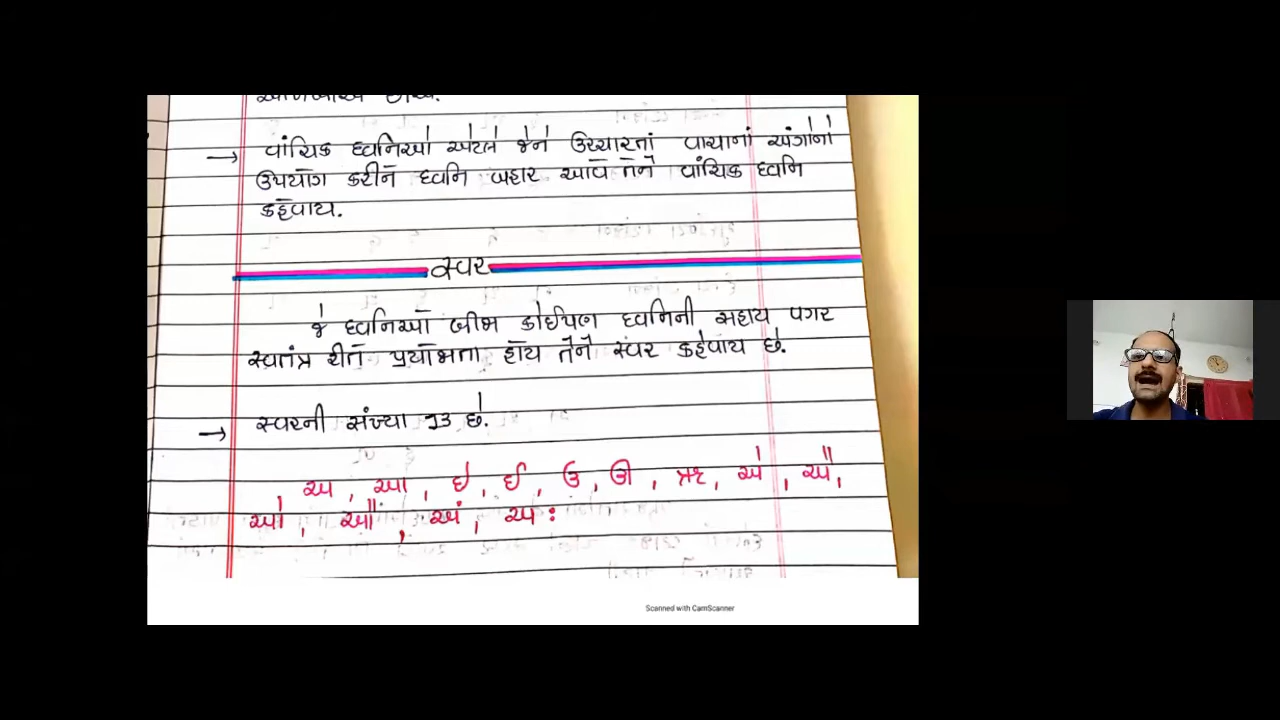 → વાંચિક ધ્વનિઓ એટલે જેને ઉચ્ચારતાં વાચાનાં અંગોનો
ઉપયોગ કરીને ધ્વનિ બહાર આવે તેને વાંચિક ધ્વનિ
કહેવાય.
સ્વર
જે ધ્વનિઓ બીજા કોઈપણ ધ્વનિની સહાય વગર
સ્વતંત્ર રીતે પ્રયોજાતા હોય તેને સ્વર કહેવાય છે.
→ સ્વરની સંખ્યા ૧૩ છે.
, અ, આ, ઇ, ઈ, ઉ, ઊ, ઋ, એ, ઐ,
ઓ, ઔ, અં, અઃ
Scanned with CamScanner